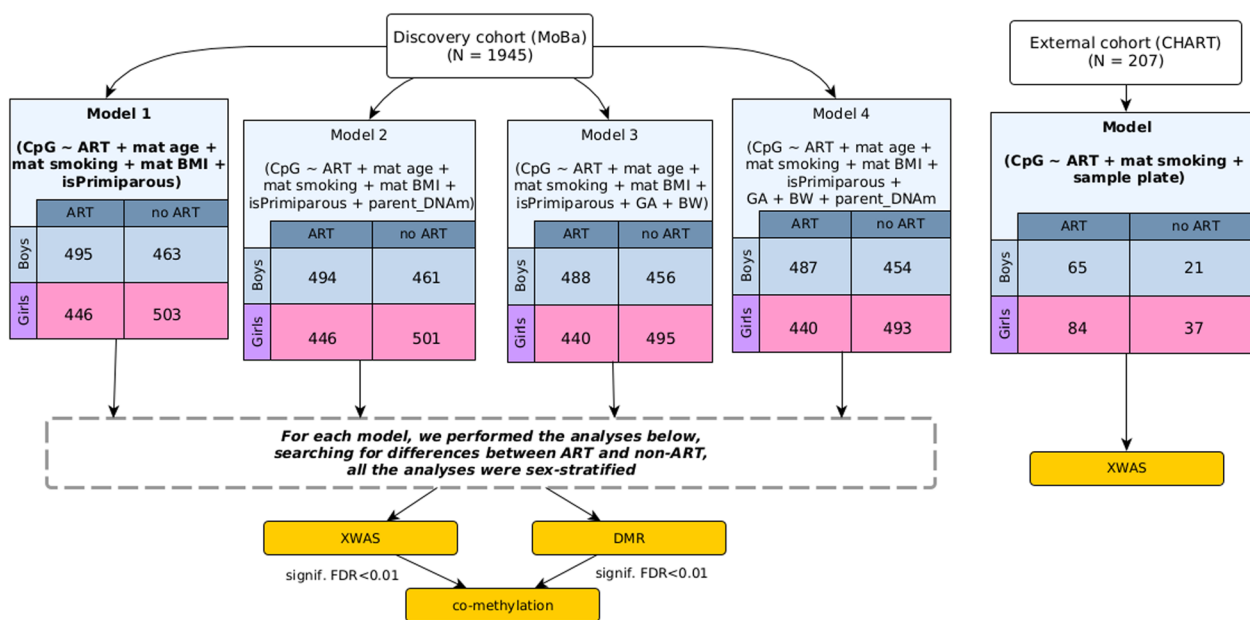 Discovery cohort (MoBa)
(N = 1945)
External cohort (CHART)
(N = 207)
Model 1
(CpG ~ ART + mat age +
mat smoking + mat BMI +
isPrimiparous)
ART no ART
Boys 495 463
Girls 446 503
Model 2
(CpG ~ ART + mat age +
mat smoking + mat BMI +
isPrimiparous + parent_DNAm)
ART no ART
Boys 494 461
Girls 446 501
Model 3
(CpG ~ ART + mat age +
mat smoking + mat BMI +
isPrimiparous + GA + BW)
ART no ART
Boys 488 456
Girls 440 495
Model 4
(CpG ~ ART + mat age +
mat smoking + mat BMI +
isPrimiparous +
GA + BW + parent_DNAm
ART no ART
Boys 487 454
Girls 440 493
Model
(CpG ~ ART + mat smoking +
sample plate)
ART no ART
Boys 65 21
Girls 84 37
For each model, we performed the analyses below,
searching for differences between ART and non-ART,
all the analyses were sex-stratified
XWAS
XWAS DMR
signif. FDR<0.01 signif. FDR<0.01
co-methylation